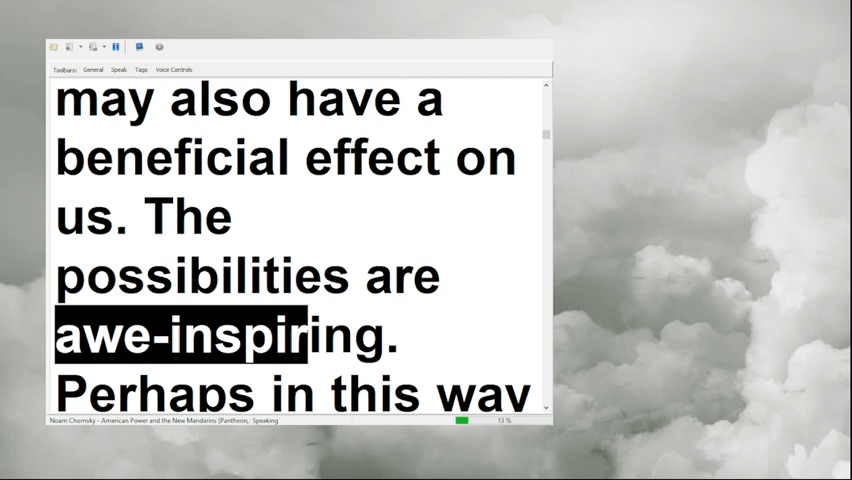 Toolbars: General Speak Tags Voice Controls
may also have a
beneficial effect on
us. The
possibilities are
awe-inspiring.
Perhaps in this way
Noam Chomsky - American Power and the New Mandarins (Pantheon, Speaking 13 %